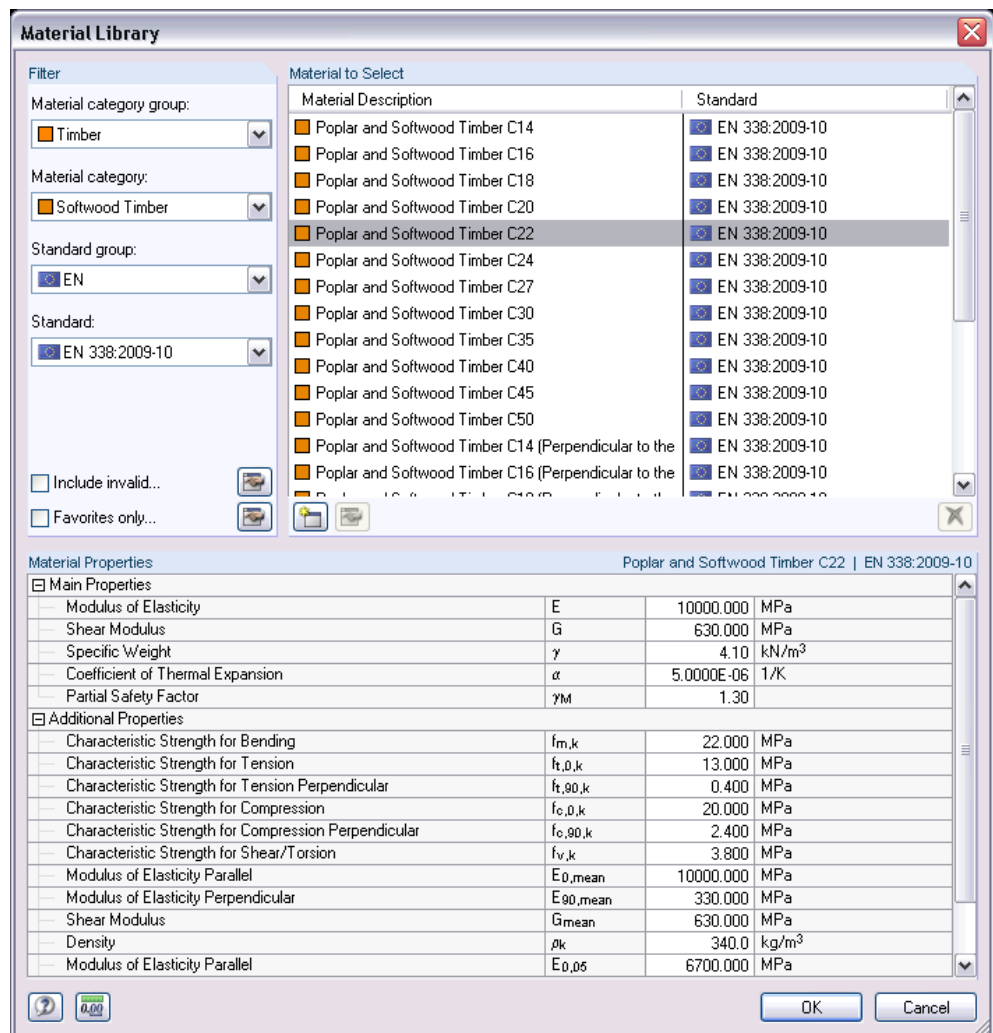 Material Library
Filter
Material category group:
Timber
Material category:
Softwood Timber
Standard group:
EN
Standard:
EN 338:2009-10
Include invalid...
Favorites only...
Material to Select
Material Description Standard
Poplar and Softwood Timber C14 EN 338:2009-10
Poplar and Softwood Timber C16 EN 338:2009-10
Poplar and Softwood Timber C18 EN 338:2009-10
Poplar and Softwood Timber C20 EN 338:2009-10
Poplar and Softwood Timber C22 EN 338:2009-10
Poplar and Softwood Timber C24 EN 338:2009-10
Poplar and Softwood Timber C27 EN 338:2009-10
Poplar and Softwood Timber C30 EN 338:2009-10
Poplar and Softwood Timber C35 EN 338:2009-10
Poplar and Softwood Timber C40 EN 338:2009-10
Poplar and Softwood Timber C45 EN 338:2009-10
Poplar and Softwood Timber C50 EN 338:2009-10
Poplar and Softwood Timber C14 (Perpendicular to the EN 338:2009-10
Poplar and Softwood Timber C16 (Perpendicular to the EN 338:2009-10
Material Properties Poplar and Softwood Timber C22 | EN 338:2009-10
Main Properties
Modulus of Elasticity E 10000.000 MPa
Shear Modulus G 630.000 MPa
Specific Weight γ 4.10 kN/m³
Coefficient of Thermal Expansion α 5.0000E-06 1/K
Partial Safety Factor γM 1.30
Additional Properties
Characteristic Strength for Bending fm,k 22.000 MPa
Characteristic Strength for Tension ft,0,k 13.000 MPa
Characteristic Strength for Tension Perpendicular ft,90,k 0.400 MPa
Characteristic Strength for Compression fc,0,k 20.000 MPa
Characteristic Strength for Compression Perpendicular fc,90,k 2.400 MPa
Characteristic Strength for Shear/Torsion fv,k 3.800 MPa
Modulus of Elasticity Parallel E0,mean 10000.000 MPa
Modulus of Elasticity Perpendicular E90,mean 330.000 MPa
Shear Modulus Gmean 630.000 MPa
Density ρk 340.0 kg/m³
Modulus of Elasticity Parallel E0,05 6700.000 MPa
0.00
OK Cancel